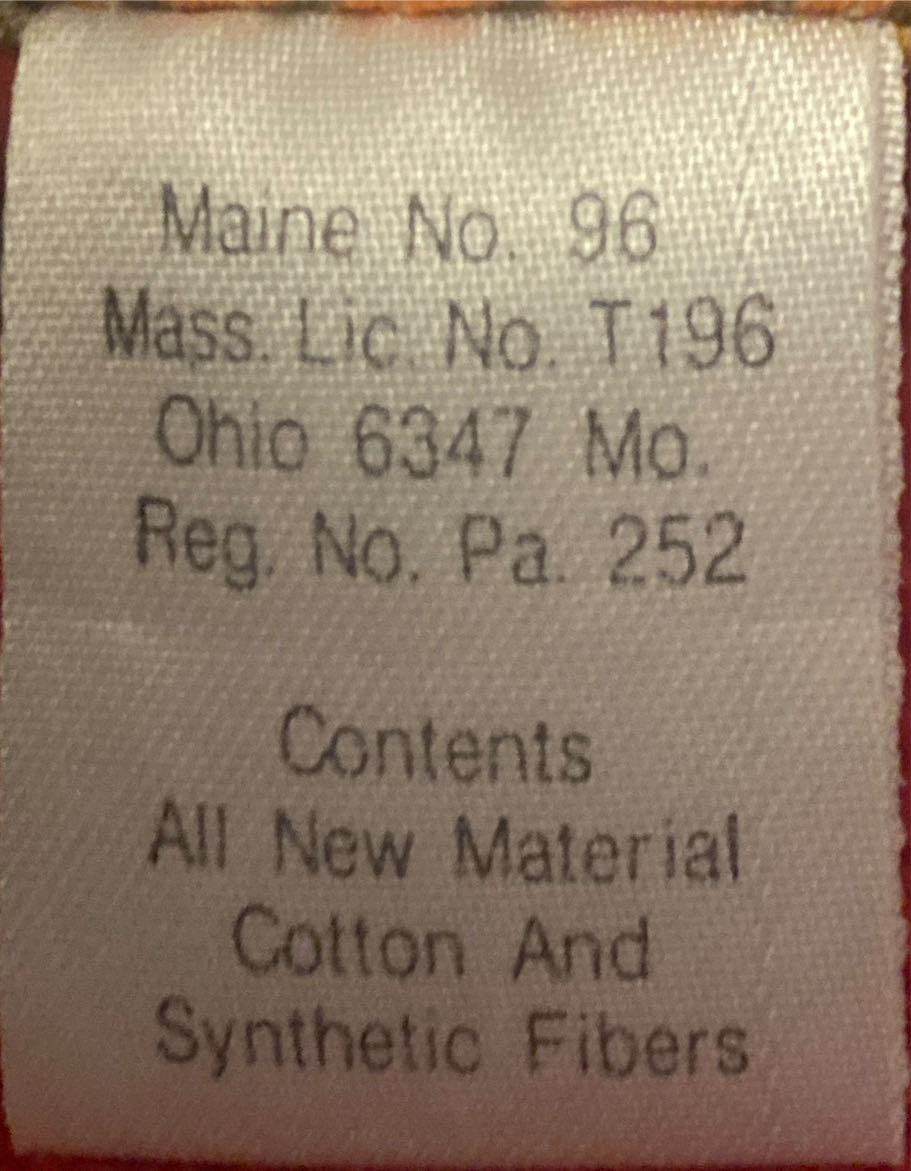 Maine No. 96
Mass. Lic. No. T196
Ohio 6347 Mo.
Reg. No. Pa. 252
Contents
All New Material
Cotton And
Synthetic Fibers